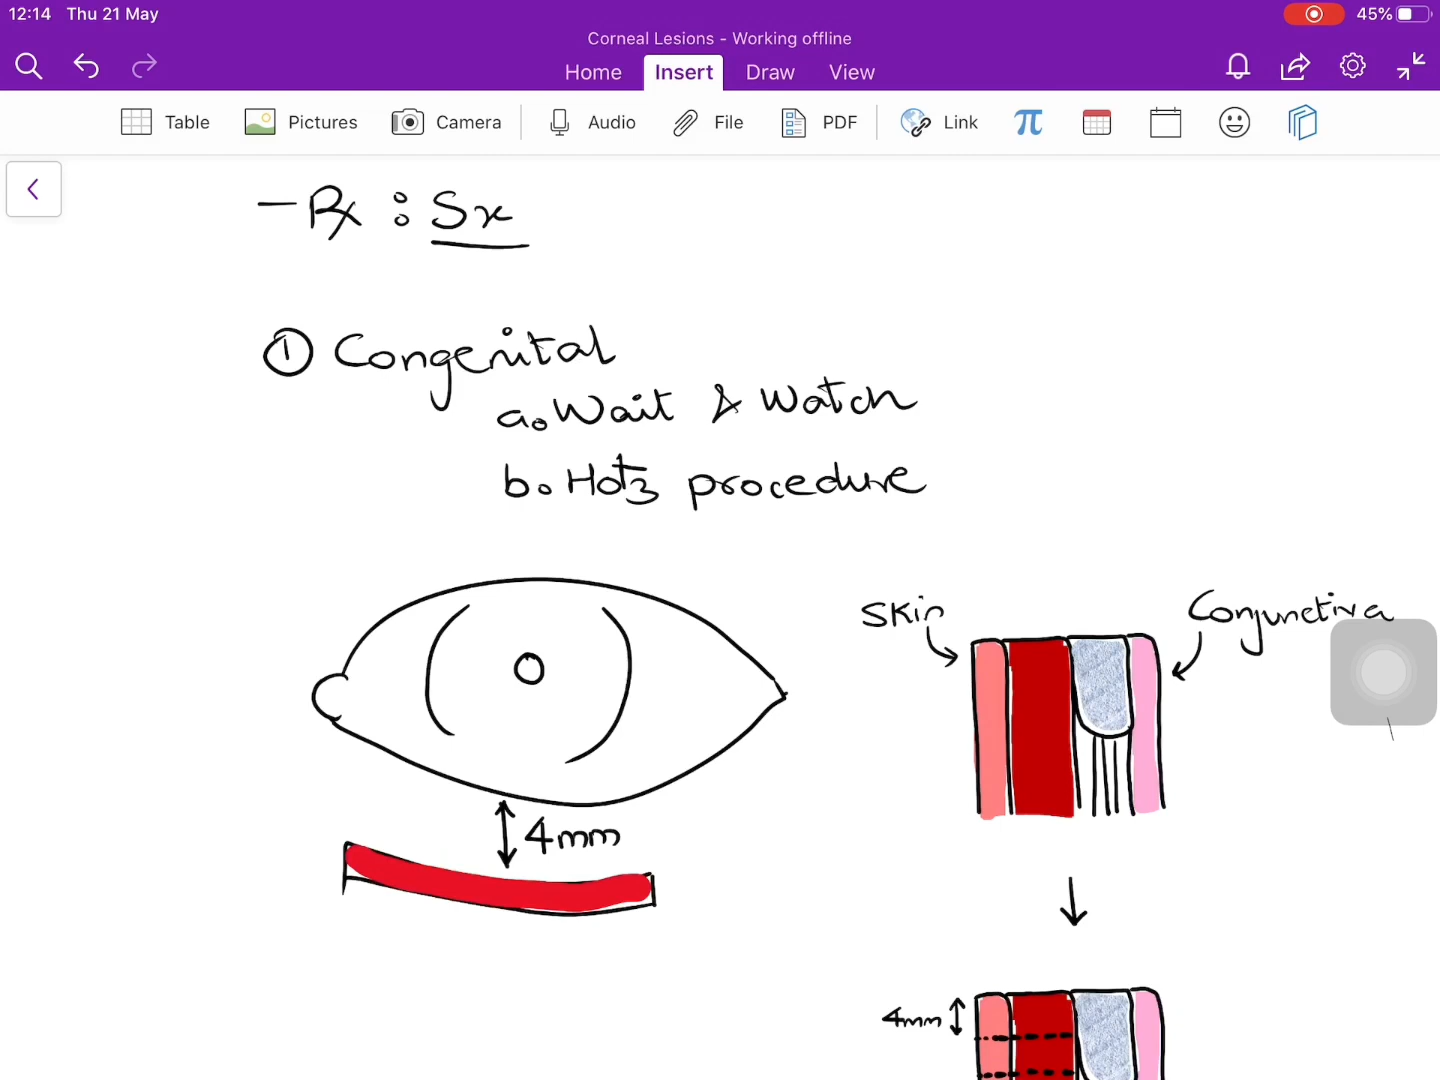 12:14 Thu 21 May 45%
Corneal Lesions - Working offline
Home Insert Draw View
Table Pictures Camera Audio File PDF Link π
- Rx : Sx
① Congenital
a. Wait & Watch
b. Hotz procedure
Skin Conjunctiva
4mm
4mm